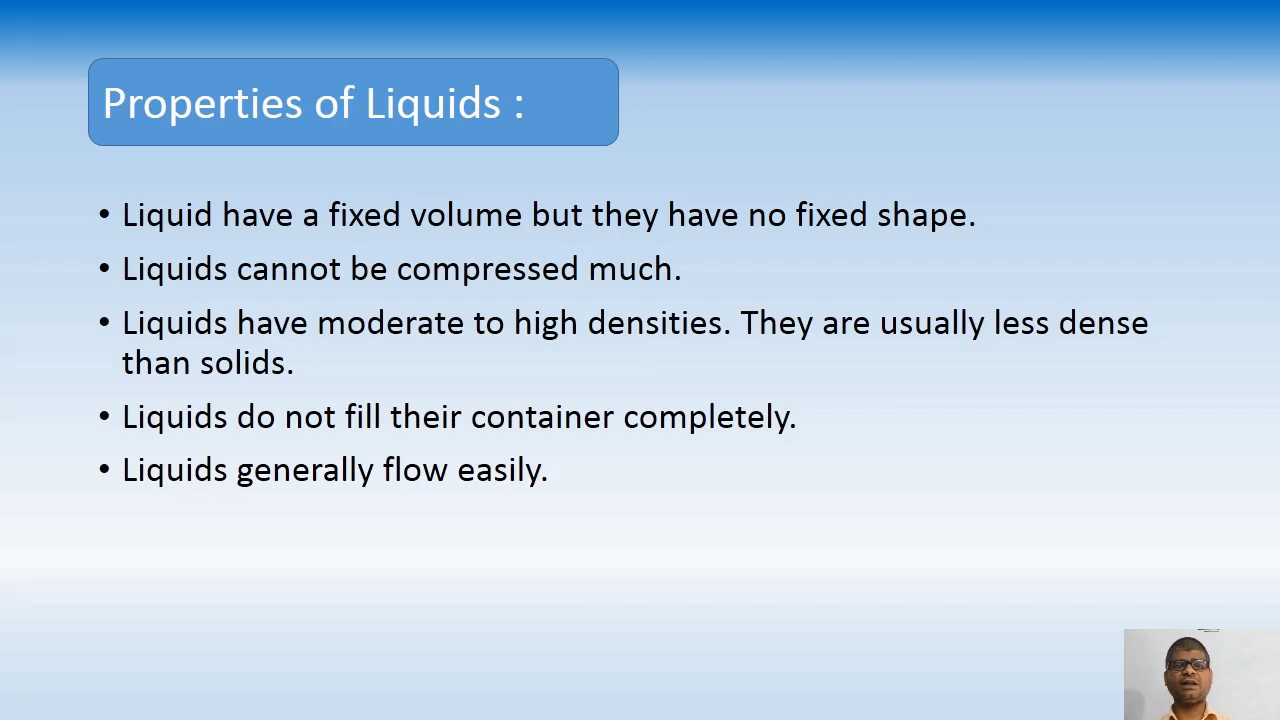 Properties of Liquids :
• Liquid have a fixed volume but they have no fixed shape.
• Liquids cannot be compressed much.
• Liquids have moderate to high densities. They are usually less dense
than solids.
• Liquids do not fill their container completely.
• Liquids generally flow easily.